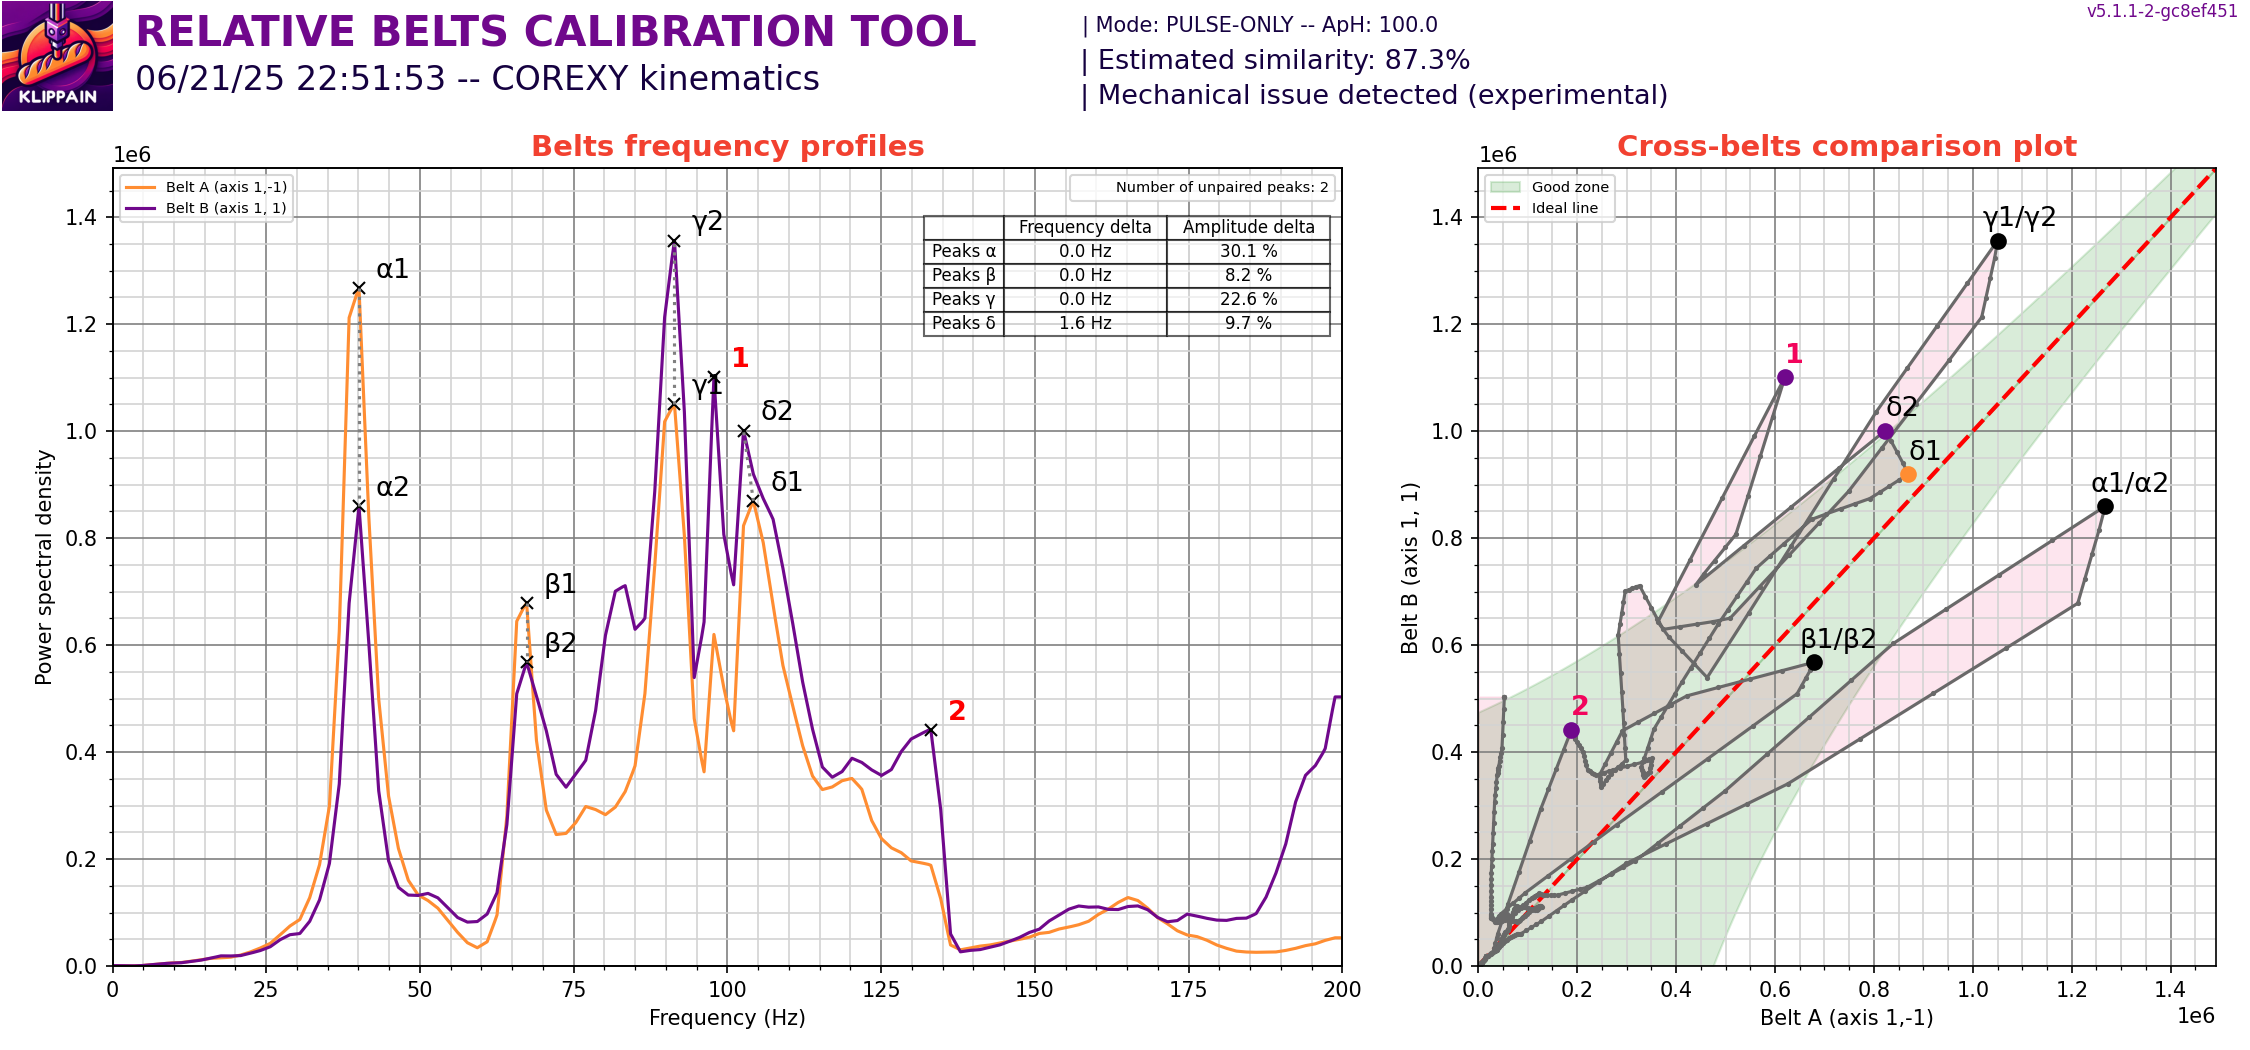 KLIPPAIN
RELATIVE BELTS CALIBRATION TOOL
06/21/25 22:51:53 -- COREXY kinematics
| Mode: PULSE-ONLY -- ApH: 100.0
| Estimated similarity: 87.3%
| Mechanical issue detected (experimental)
v5.1.1-2-gc8ef451
Belts frequency profiles
1e6
Belt A (axis 1,-1)
Belt B (axis 1, 1)
Number of unpaired peaks: 2
Frequency delta Amplitude delta
Peaks α 0.0 Hz 30.1 %
Peaks β 0.0 Hz 8.2 %
Peaks γ 0.0 Hz 22.6 %
Peaks δ 1.6 Hz 9.7 %
α1
α2
β1
β2
γ2
γ1
1
δ2
δ1
2
1.4
1.2
1.0
0.8
0.6
0.4
0.2
0.0
Power spectral density
0 25 50 75 100 125 150 175 200
Frequency (Hz)
Cross-belts comparison plot
1e6
Good zone
Ideal line
γ1/γ2
1
δ2
δ1
α1/α2
β1/β2
2
1.4
1.2
1.0
0.8
0.6
0.4
0.2
0.0
Belt B (axis 1, 1)
0.0 0.2 0.4 0.6 0.8 1.0 1.2 1.4
Belt A (axis 1,-1)
1e6